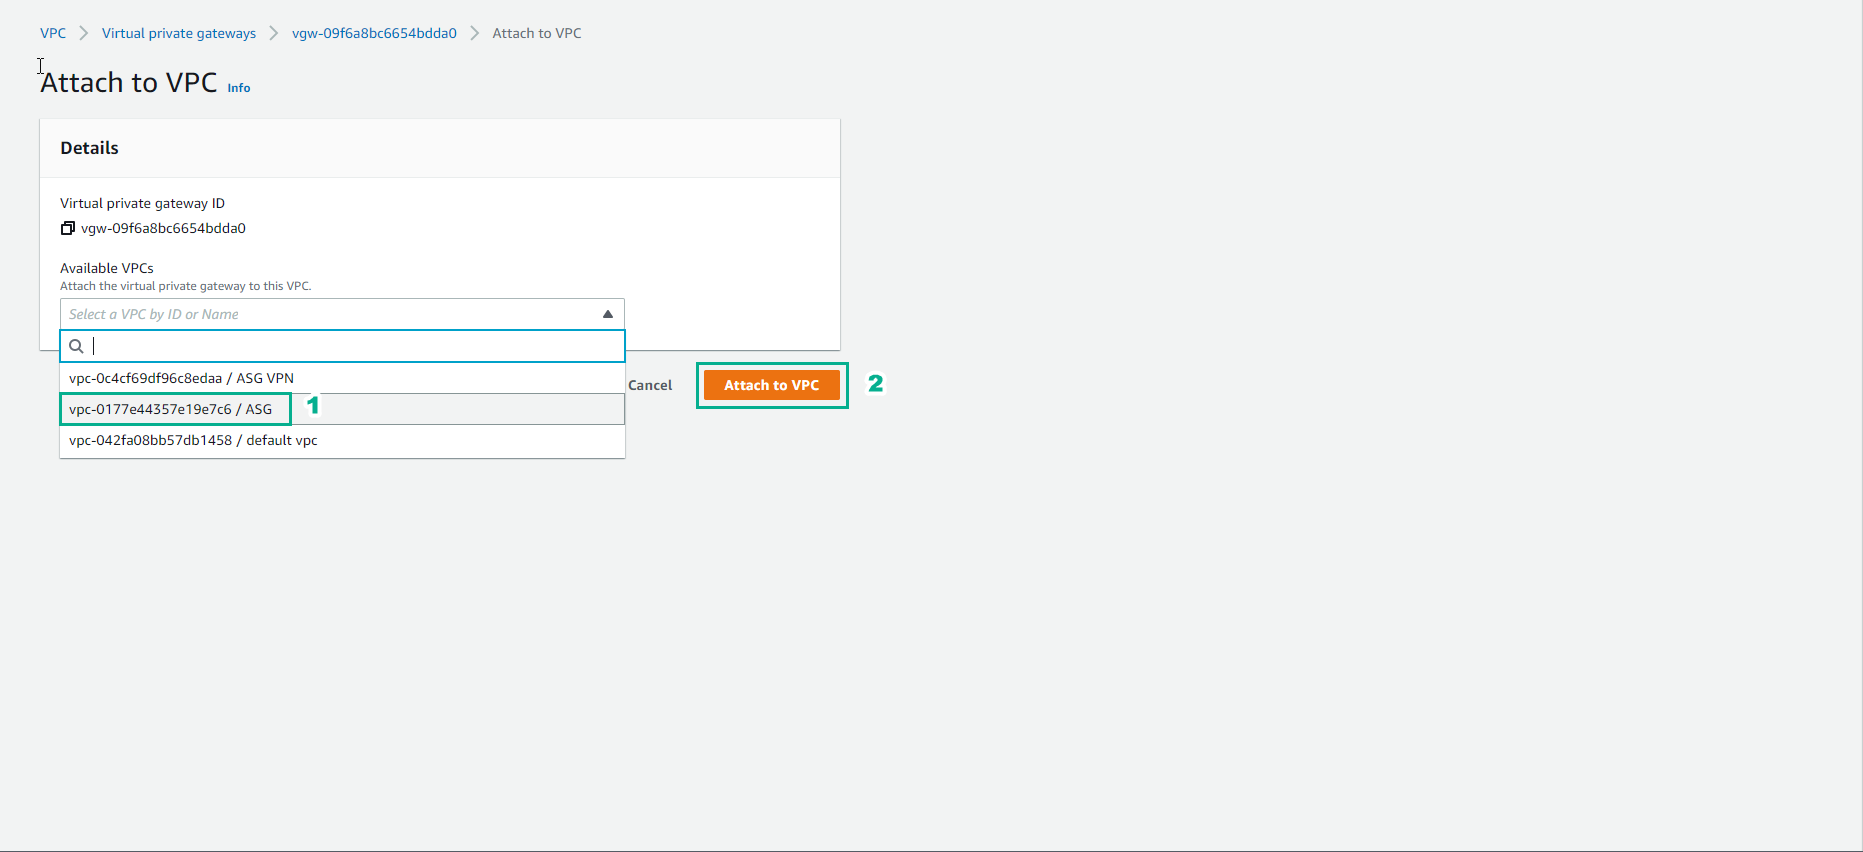 VPC > Virtual private gateways > vgw-09f6a8bc6654bdda0 > Attach to VPC
Attach to VPC Info
Details
Virtual private gateway ID
vgw-09f6a8bc6654bdda0
Available VPCs
Attach the virtual private gateway to this VPC.
Select a VPC by ID or Name
vpc-0c4cf69df96c8edaa / ASG VPN
Cancel Attach to VPC 2
vpc-0177e44357e19e7c6 / ASG 1
vpc-042fa08bb57db1458 / default vpc